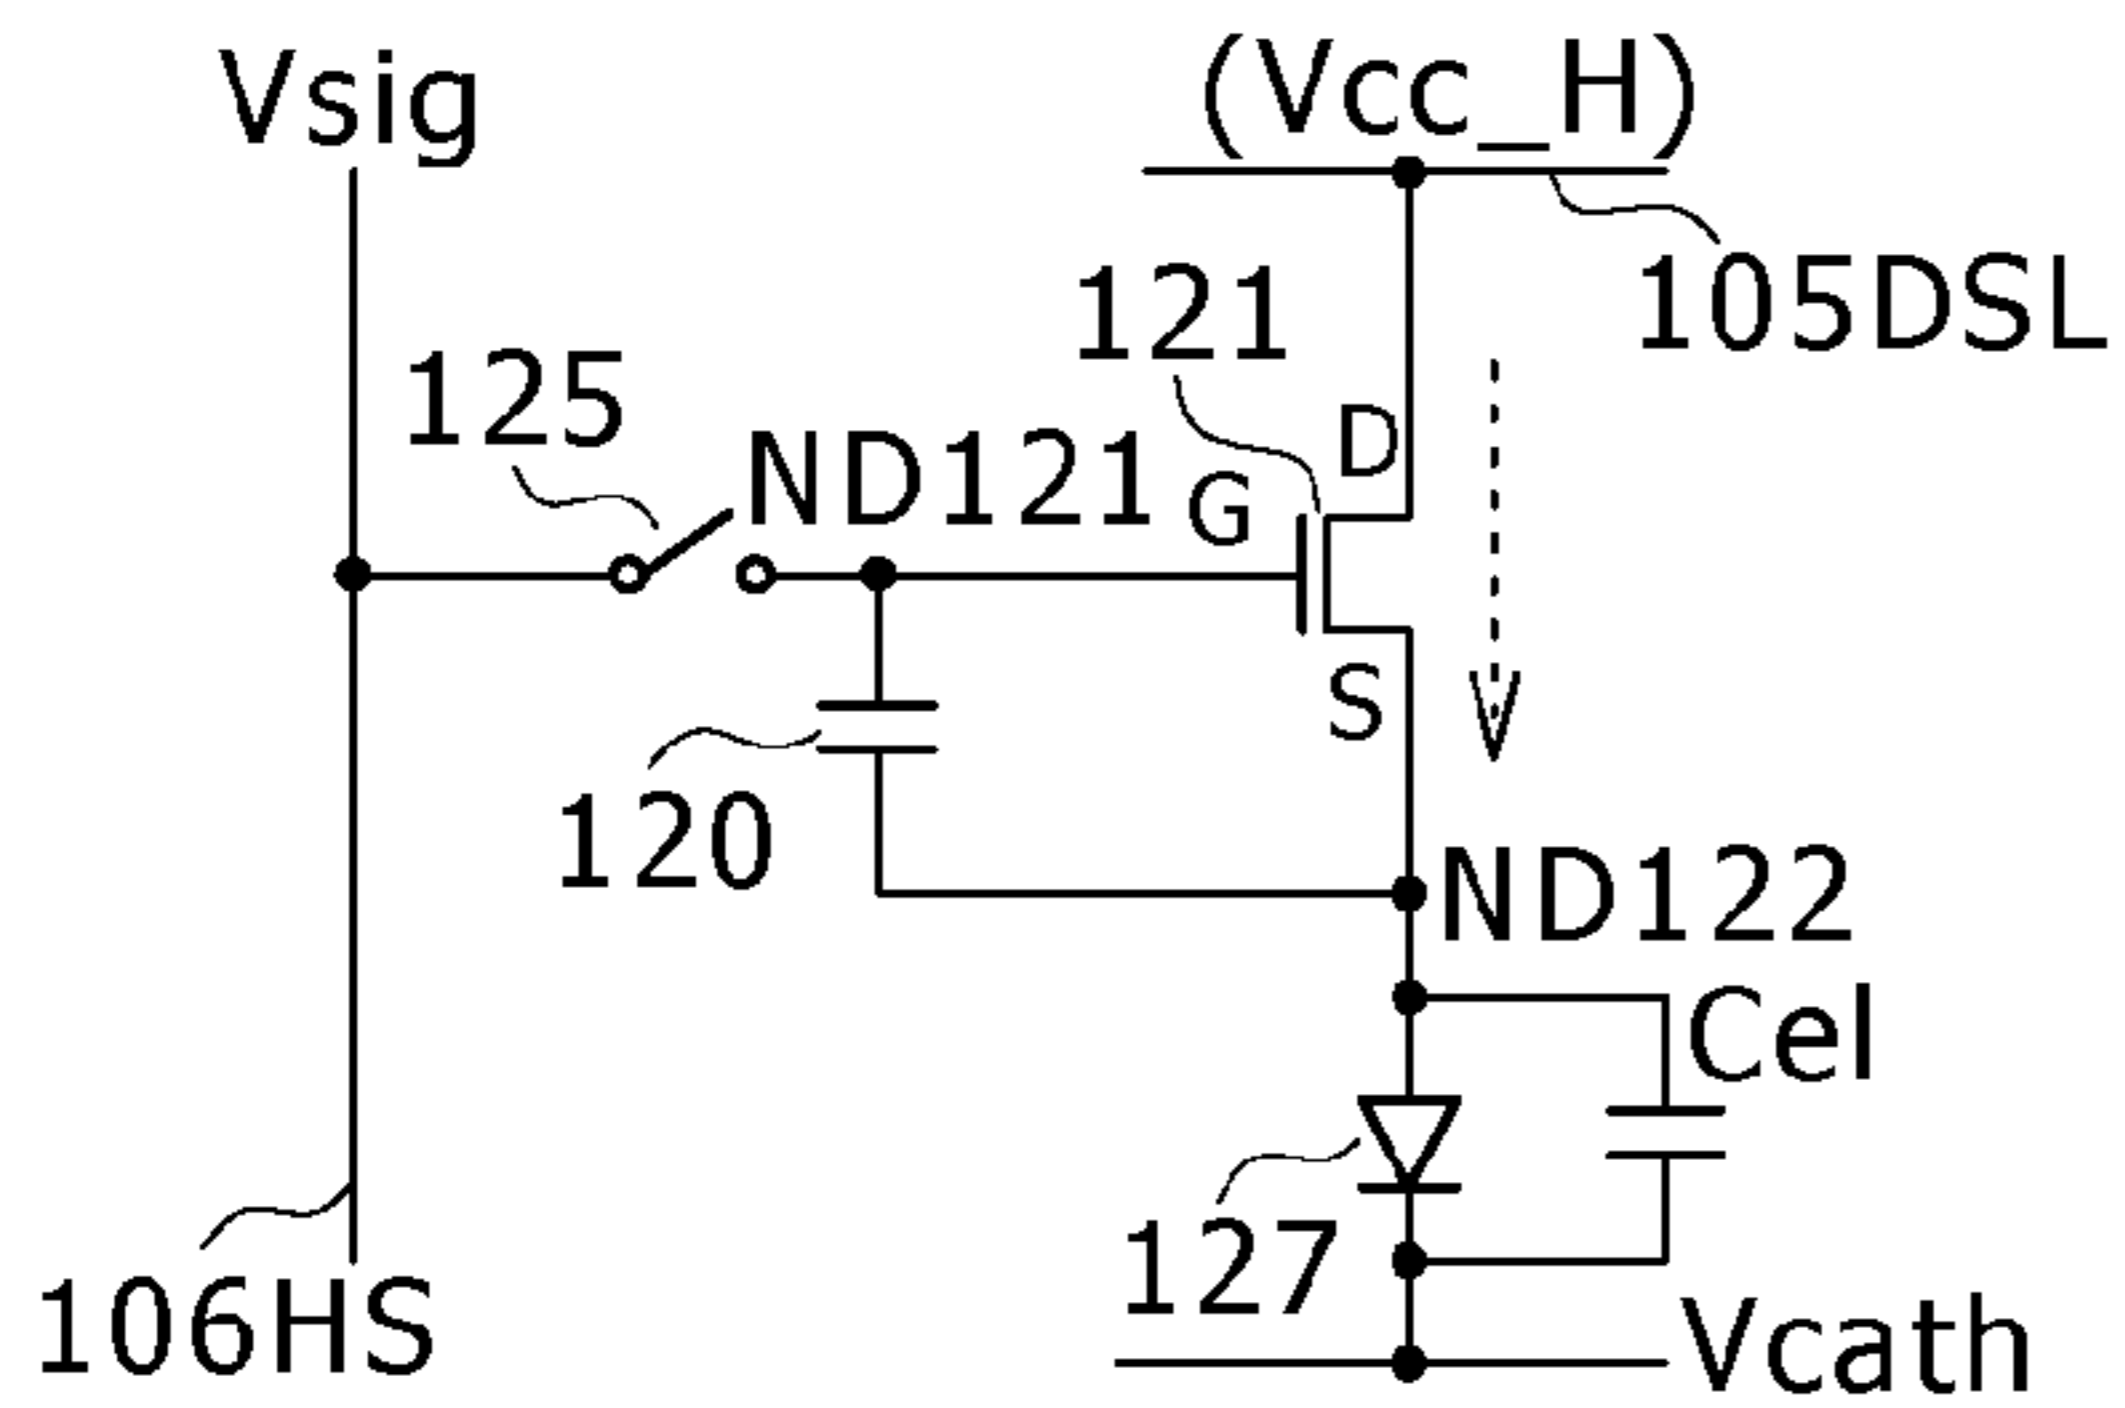 Vsig
(Vcc_H)
105DSL
121
125
ND121
G
D
S
120
ND122
Cel
127
106HS
Vcath